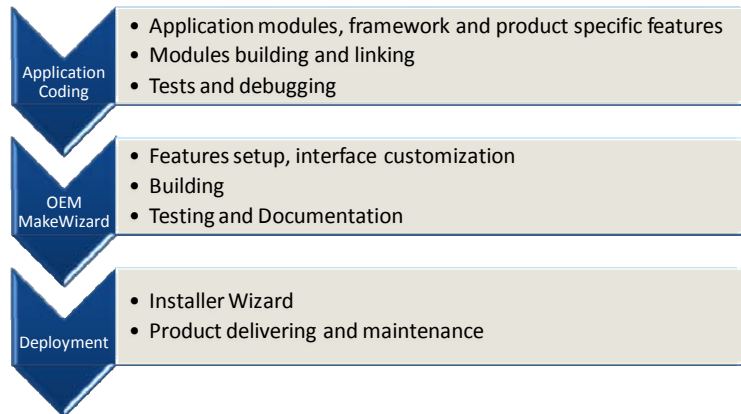 Application
Coding
• Application modules, framework and product specific features
• Modules building and linking
• Tests and debugging
OEM
MakeWizard
• Features setup, interface customization
• Building
• Testing and Documentation
Deployment
• Installer Wizard
• Product delivering and maintenance